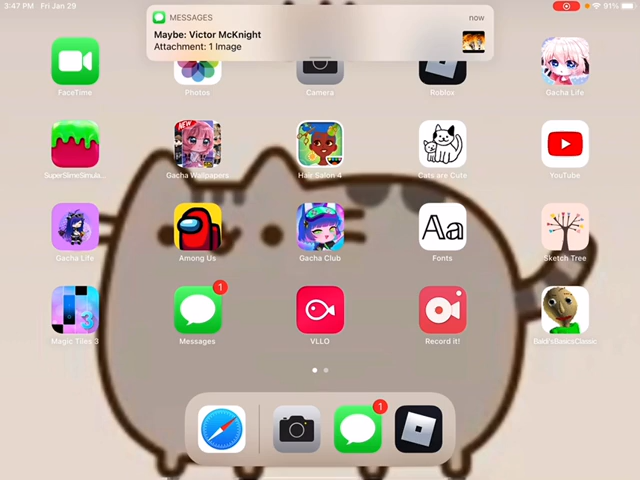 3:47 PM Fri Jan 29
91%
MESSAGES
now
Maybe: Victor McKnight
Attachment: 1 Image
FaceTime
Photos
Camera
Roblox
Gacha Life
SuperSlimeSimula...
NEW
Gacha Wallpapers
Hair Salon 4
Cats are Cute
YouTube
Gacha Life
Among Us
Gacha Club
Aa
Fonts
Sketch Tree
3
Magic Tiles 3
1
Messages
VLLO
Record it!
Baldi'sBasicsClassic
1